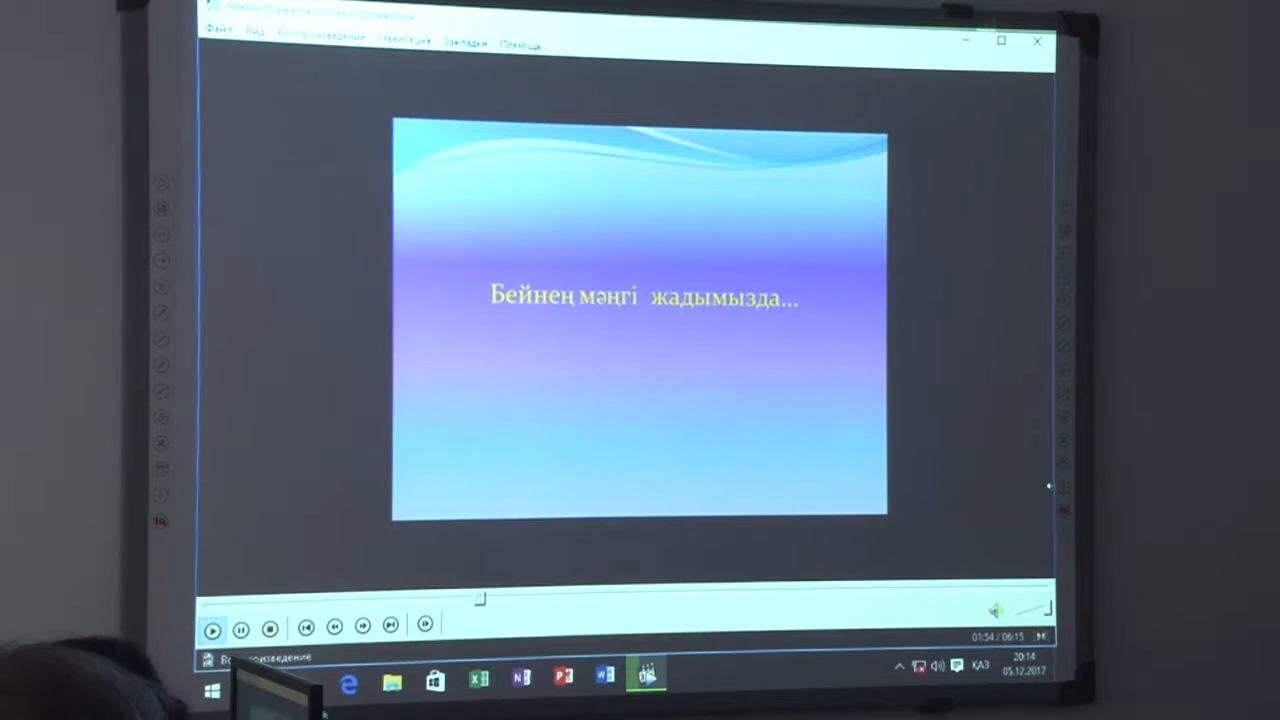 Файл Вид Воспроизведение Навигация Закладки Помощь
Бейнең мәңгі жадымызда...
01:54 / 06:15
Воспроизведение
ҚАЗ
20:14
05.12.2017